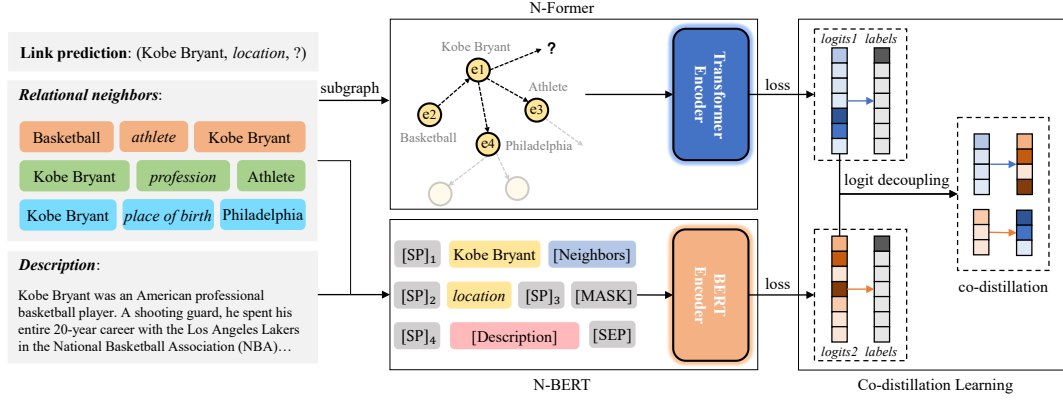 N-Former
Link prediction: (Kobe Bryant, location, ?)
Relational neighbors:
Basketball athlete Kobe Bryant
Kobe Bryant profession Athlete
Kobe Bryant place of birth Philadelphia
Description:
Kobe Bryant was an American professional
basketball player. A shooting guard, he spent his
entire 20-year career with the Los Angeles Lakers
in the National Basketball Association (NBA)…
subgraph
Kobe Bryant
?
e1
Athlete
e2
e3
Basketball
e4
Philadelphia
Transformer
Encoder
loss
[SP]1 Kobe Bryant [Neighbors]
[SP]2 location [SP]3 [MASK]
[SP]4 [Description] [SEP]
BERT
Encoder
loss
N-BERT
logits1 labels
logit decoupling
logits2 labels
co-distillation
Co-distillation Learning